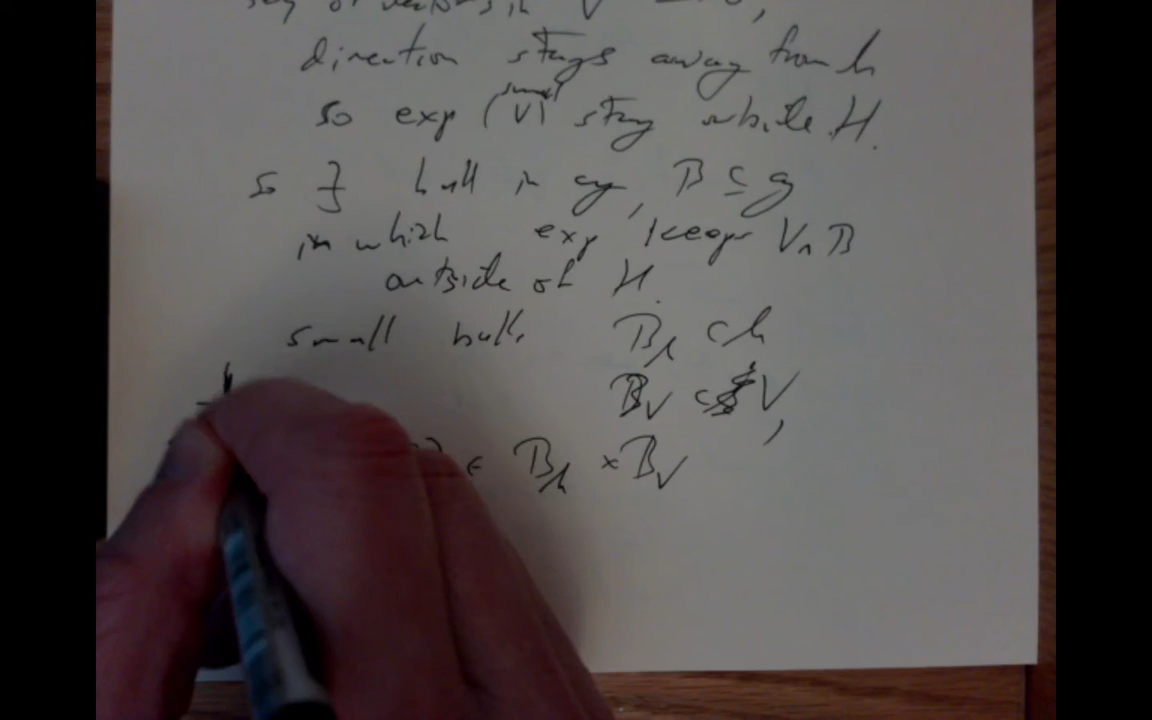 direction stays away from h
so exp (V) small stay outside H.
so ∃ ball in g, B ⊆ g
in which exp keeps V ∩ B
outside of H.
small balls B_h ⊂ h
B_V ⊂ V,
∈ B_h × B_V